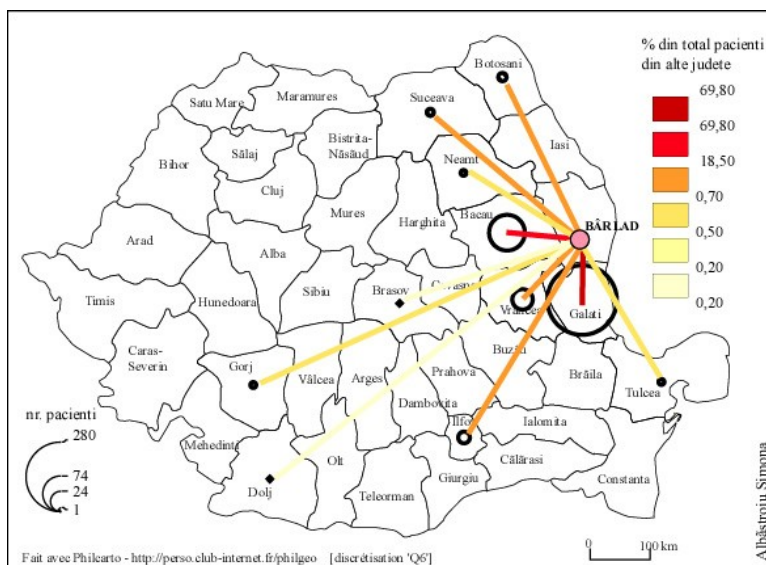 % din total pacienti
din alte judete
69,80
69,80
18,50
0,70
0,50
0,20
0,20
Botosani
Suceava
Satu Mare
Maramures
Iasi
Bistrita-
Năsăud
Bihor
Sălaj
Neamt
Cluj
Mures
Harghita
Bacau
BÂRLAD
Arad
Alba
Timis
Hunedoara
Sibiu
Brasov
Covasna
Vrancea
Galati
Caras-
Severin
Gorj
Vâlcea
Arges
Prahova
Buzău
Brăila
Tulcea
Dambovita
Ilfov
Ialomita
Mehedinti
Olt
Dolj
Teleorman
Giurgiu
Călărasi
Constanta
nr. pacienti
280
74
24
1
0
100 km
Fait avec Philcarto - http://perso.club-internet.fr/philgeo [discrétisation 'Q6']
Albăstroiu Simona